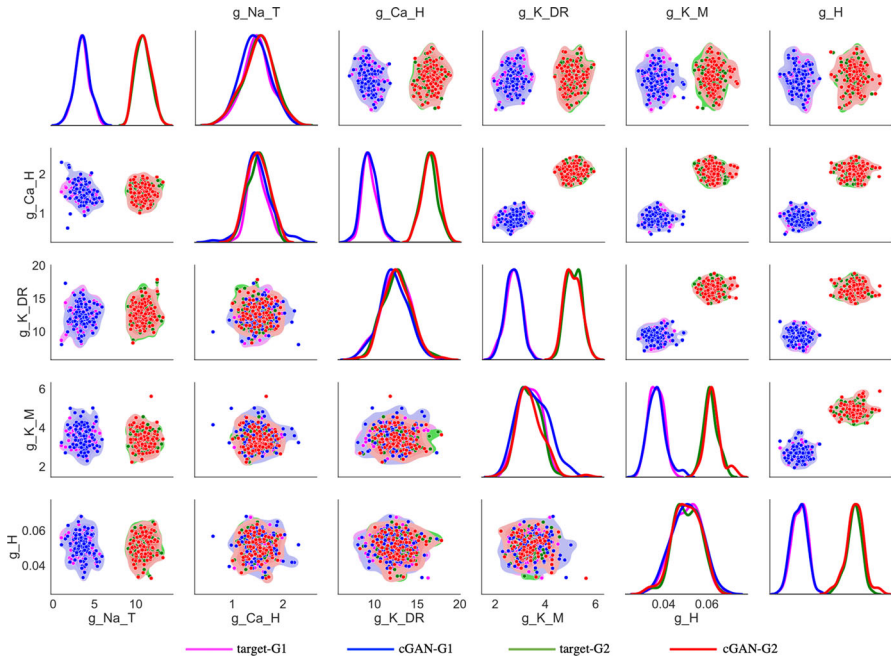 g_Na_T g_Ca_H g_K_DR g_K_M g_H
g_Ca_H
2
1
g_K_DR
20
15
10
g_K_M
6
4
2
g_H
0.06
0.04
0 5 10 1 2 10 15 20 2 4 6 0.04 0.06
g_Na_T g_Ca_H g_K_DR g_K_M g_H
target-G1 cGAN-G1 target-G2 cGAN-G2